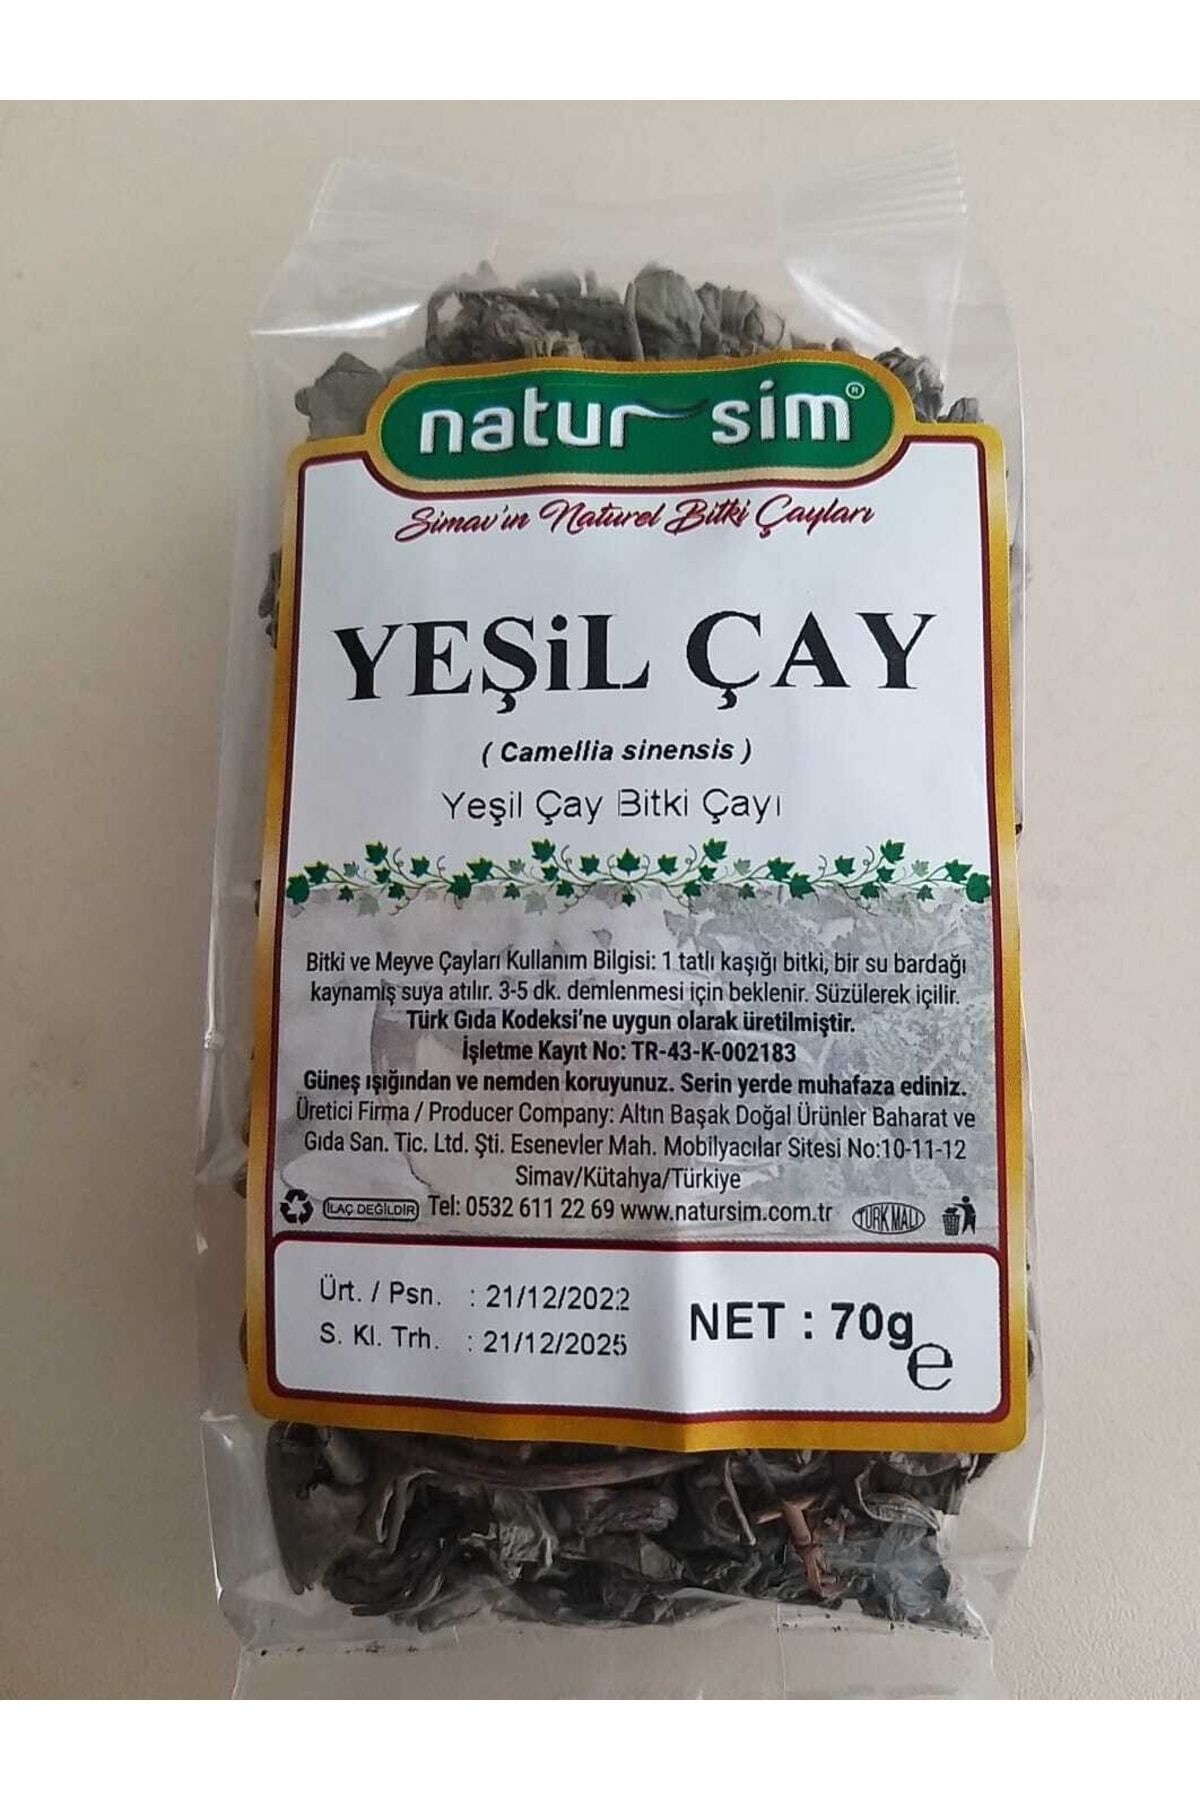 natur sim®
Simav'ın Naturel Bitki Çayları
YEŞiL ÇAY
( Camellia sinensis )
Yeşil Çay Bitki Çayı
Bitki ve Meyve Çayları Kullanım Bilgisi: 1 tatlı kaşığı bitki, bir su bardağı
kaynamış suya atılır. 3-5 dk. demlenmesi için beklenir. Süzülerek içilir.
Türk Gıda Kodeksi'ne uygun olarak üretilmiştir.
İşletme Kayıt No: TR-43-K-002183
Güneş ışığından ve nemden koruyunuz. Serin yerde muhafaza ediniz.
Üretici Firma / Producer Company: Altın Başak Doğal Ürünler Baharat ve
Gıda San. Tic. Ltd. Şti. Esenevler Mah. Mobilyacılar Sitesi No:10-11-12
Simav/Kütahya/Türkiye
İLAÇ DEĞİLDİR Tel: 0532 611 22 69 www.natursim.com.tr TÜRK MALI
Ürt. / Psn. : 21/12/2022
S. Kl. Trh. : 21/12/2025
NET : 70g e